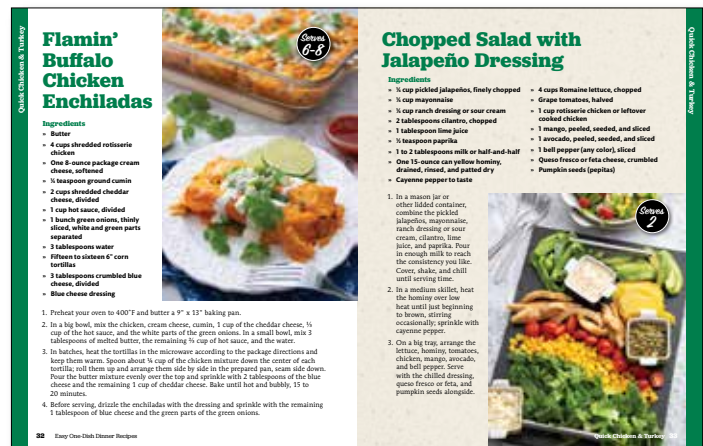 Quick Chicken & Turkey
Flamin'
Buffalo
Chicken
Enchiladas
Serves
6-8
Ingredients
» Butter
» 4 cups shredded rotisserie
chicken
» One 8-ounce package cream
cheese, softened
» ½ teaspoon ground cumin
» 2 cups shredded cheddar
cheese, divided
» 1 cup hot sauce, divided
» 1 bunch green onions, thinly
sliced, white and green parts
separated
» 3 tablespoons water
» Fifteen to sixteen 6" corn
tortillas
» 3 tablespoons crumbled blue
cheese, divided
» Blue cheese dressing
1. Preheat your oven to 400°F and butter a 9" x 13" baking pan.
2. In a big bowl, mix the chicken, cream cheese, cumin, 1 cup of the cheddar cheese, ⅓
cup of the hot sauce, and the white parts of the green onions. In a small bowl, mix 3
tablespoons of melted butter, the remaining ⅔ cup of hot sauce, and the water.
3. In batches, heat the tortillas in the microwave according to the package directions and
keep them warm. Spoon about ¼ cup of the chicken mixture down the center of each
tortilla; roll them up and arrange them side by side in the prepared pan, seam side down.
Pour the butter mixture evenly over the top and sprinkle with 2 tablespoons of the blue
cheese and the remaining 1 cup of cheddar cheese. Bake until hot and bubbly, 15 to
20 minutes.
4. Before serving, drizzle the enchiladas with the dressing and sprinkle with the remaining
1 tablespoon of blue cheese and the green parts of the green onions.
32 Easy One-Dish Dinner Recipes
Chopped Salad with
Jalapeño Dressing
Ingredients
» cup pickled jalapeños, finely chopped
» cup mayonnaise
» cup ranch dressing or sour cream
» 2 tablespoons cilantro, chopped
» 1 tablespoon lime juice
» ½ teaspoon paprika
» 1 to 2 tablespoons milk or half-and-half
» One 15-ounce can yellow hominy,
drained, rinsed, and patted dry
» Cayenne pepper to taste
» 4 cups Romaine lettuce, chopped
» Grape tomatoes, halved
» 1 cup rotisserie chicken or leftover
cooked chicken
» 1 mango, peeled, seeded, and sliced
» 1 avocado, peeled, seeded, and sliced
» 1 bell pepper (any color), sliced
» Queso fresco or feta cheese, crumbled
» Pumpkin seeds (pepitas)
1. In a mason jar or
other lidded container,
combine the pickled
jalapeños, mayonnaise,
ranch dressing or sour
cream, cilantro, lime
juice, and paprika. Pour
in enough milk to reach
the consistency you like.
Cover, shake, and chill
until serving time.
2. In a medium skillet, heat
the hominy over low
heat until just beginning
to brown, stirring
occasionally; sprinkle with
cayenne pepper.
3. On a big tray, arrange the
lettuce, hominy, tomatoes,
chicken, mango, avocado,
and bell pepper. Serve
with the chilled dressing,
queso fresco or feta, and
pumpkin seeds alongside.
Serves
2
Quick Chicken & Turkey
Quick Chicken & Turkey